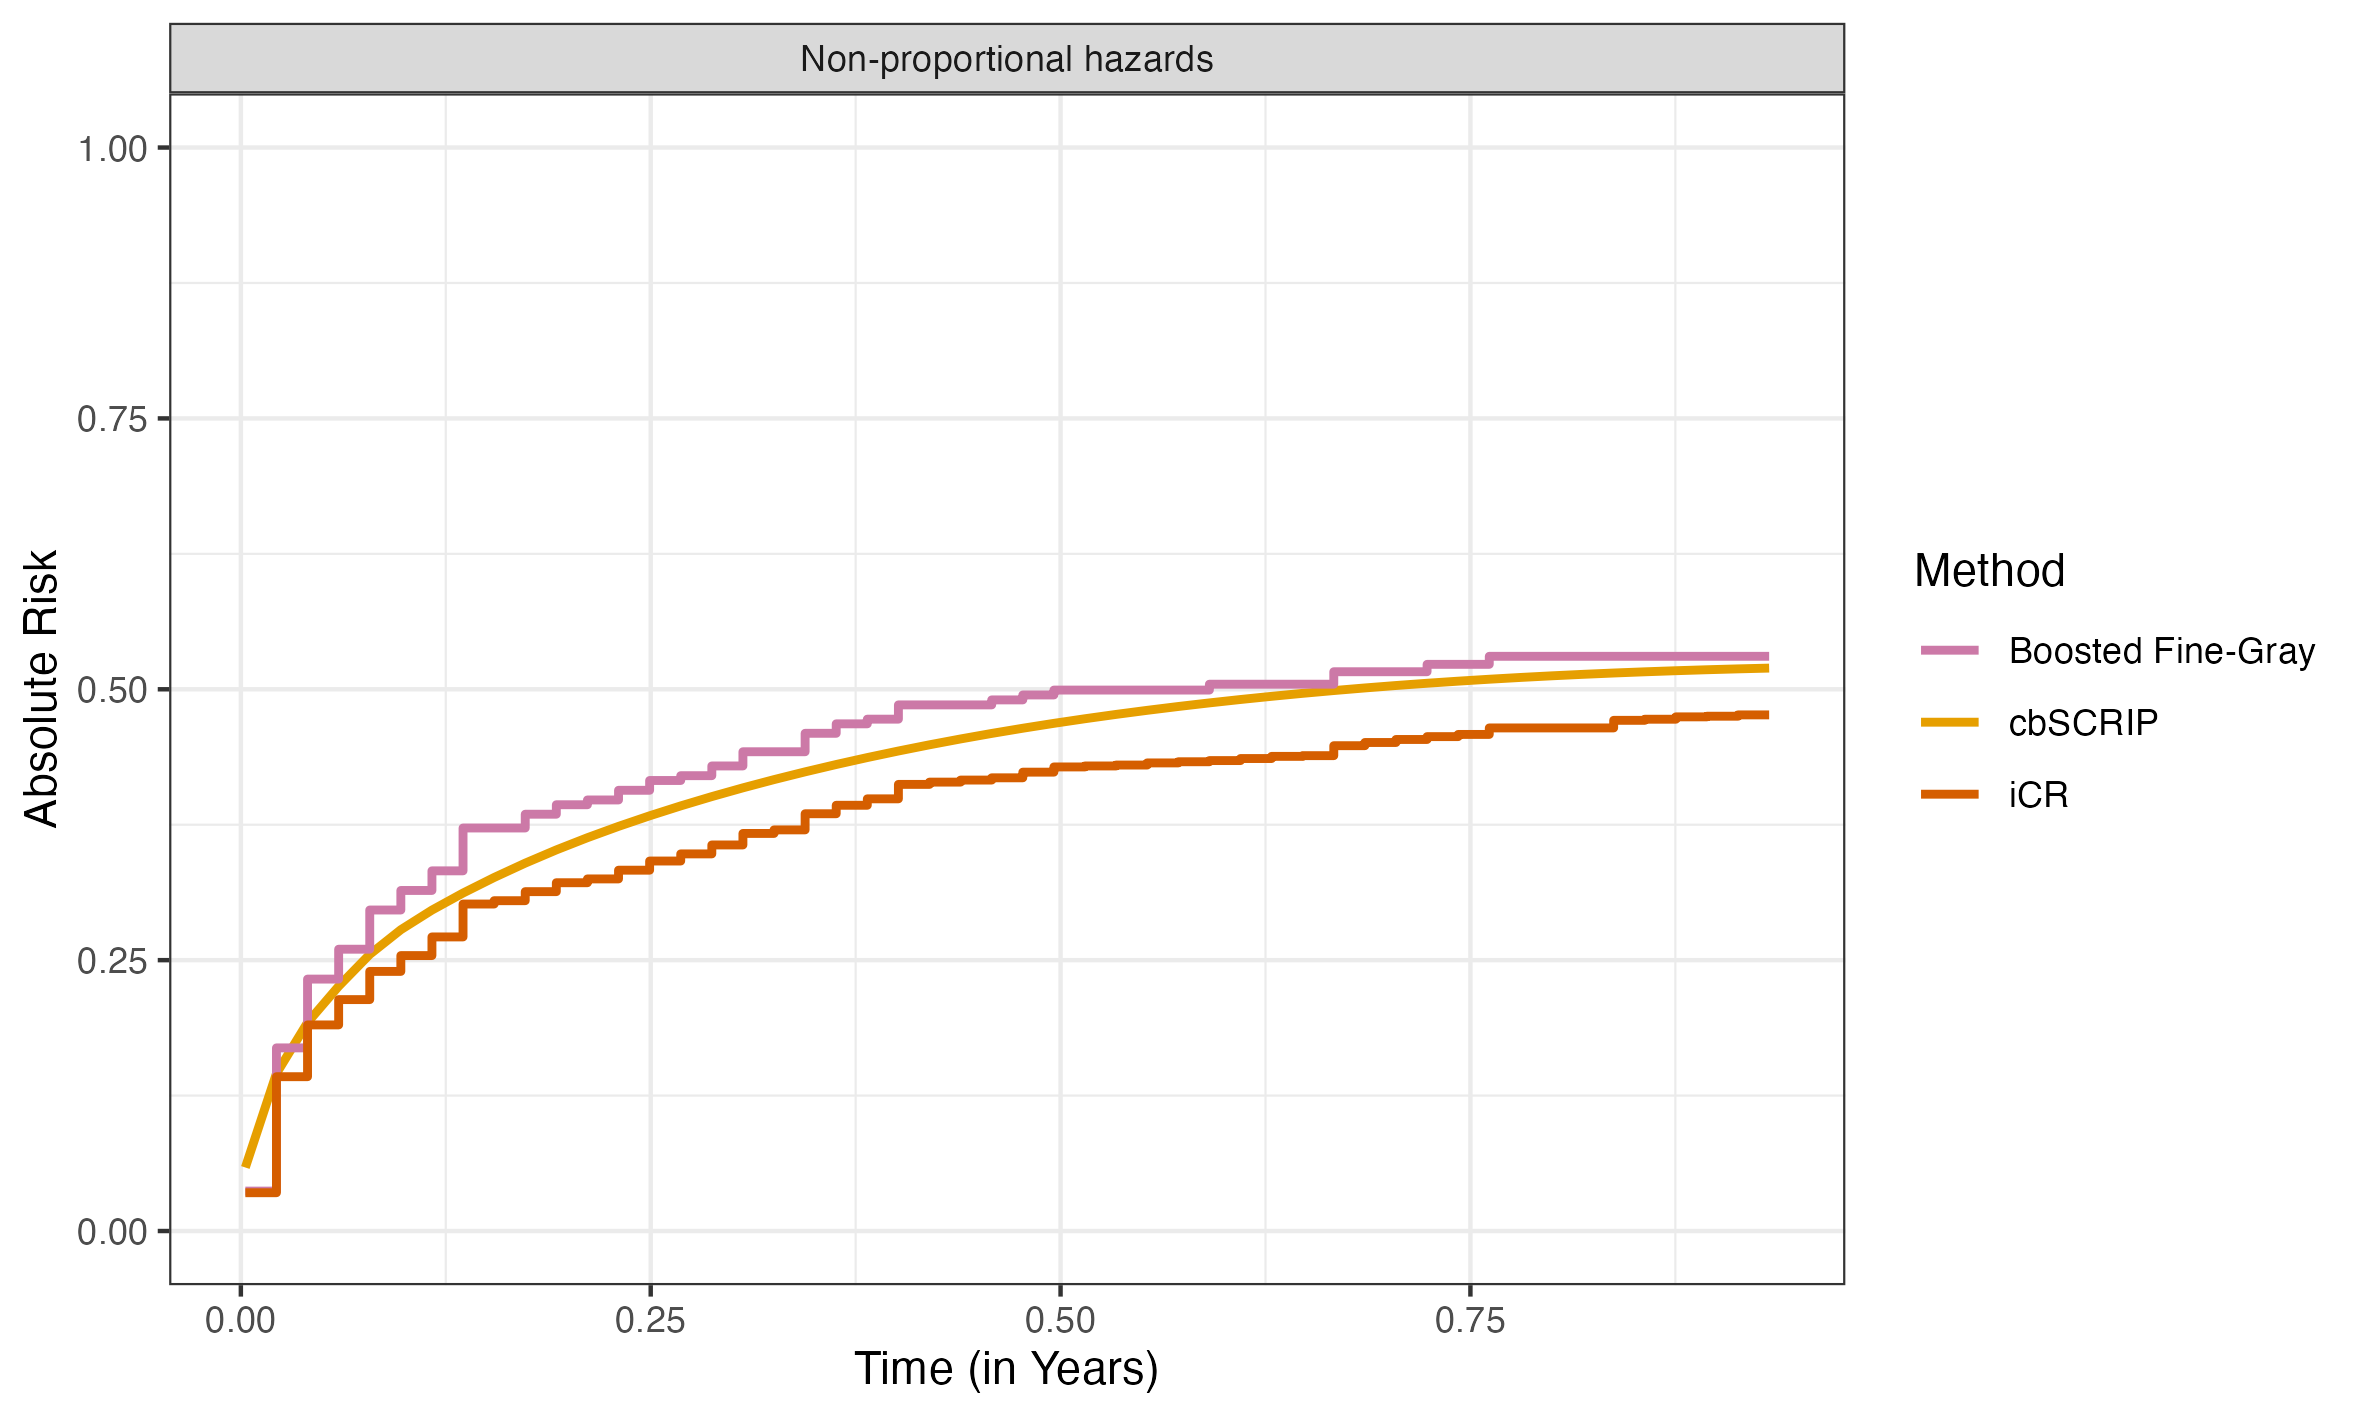 Non-proportional hazards
1.00
0.75
0.50
0.25
0.00
Absolute Risk
0.00 0.25 0.50 0.75
Time (in Years)
Method
Boosted Fine-Gray
cbSCRIP
iCR